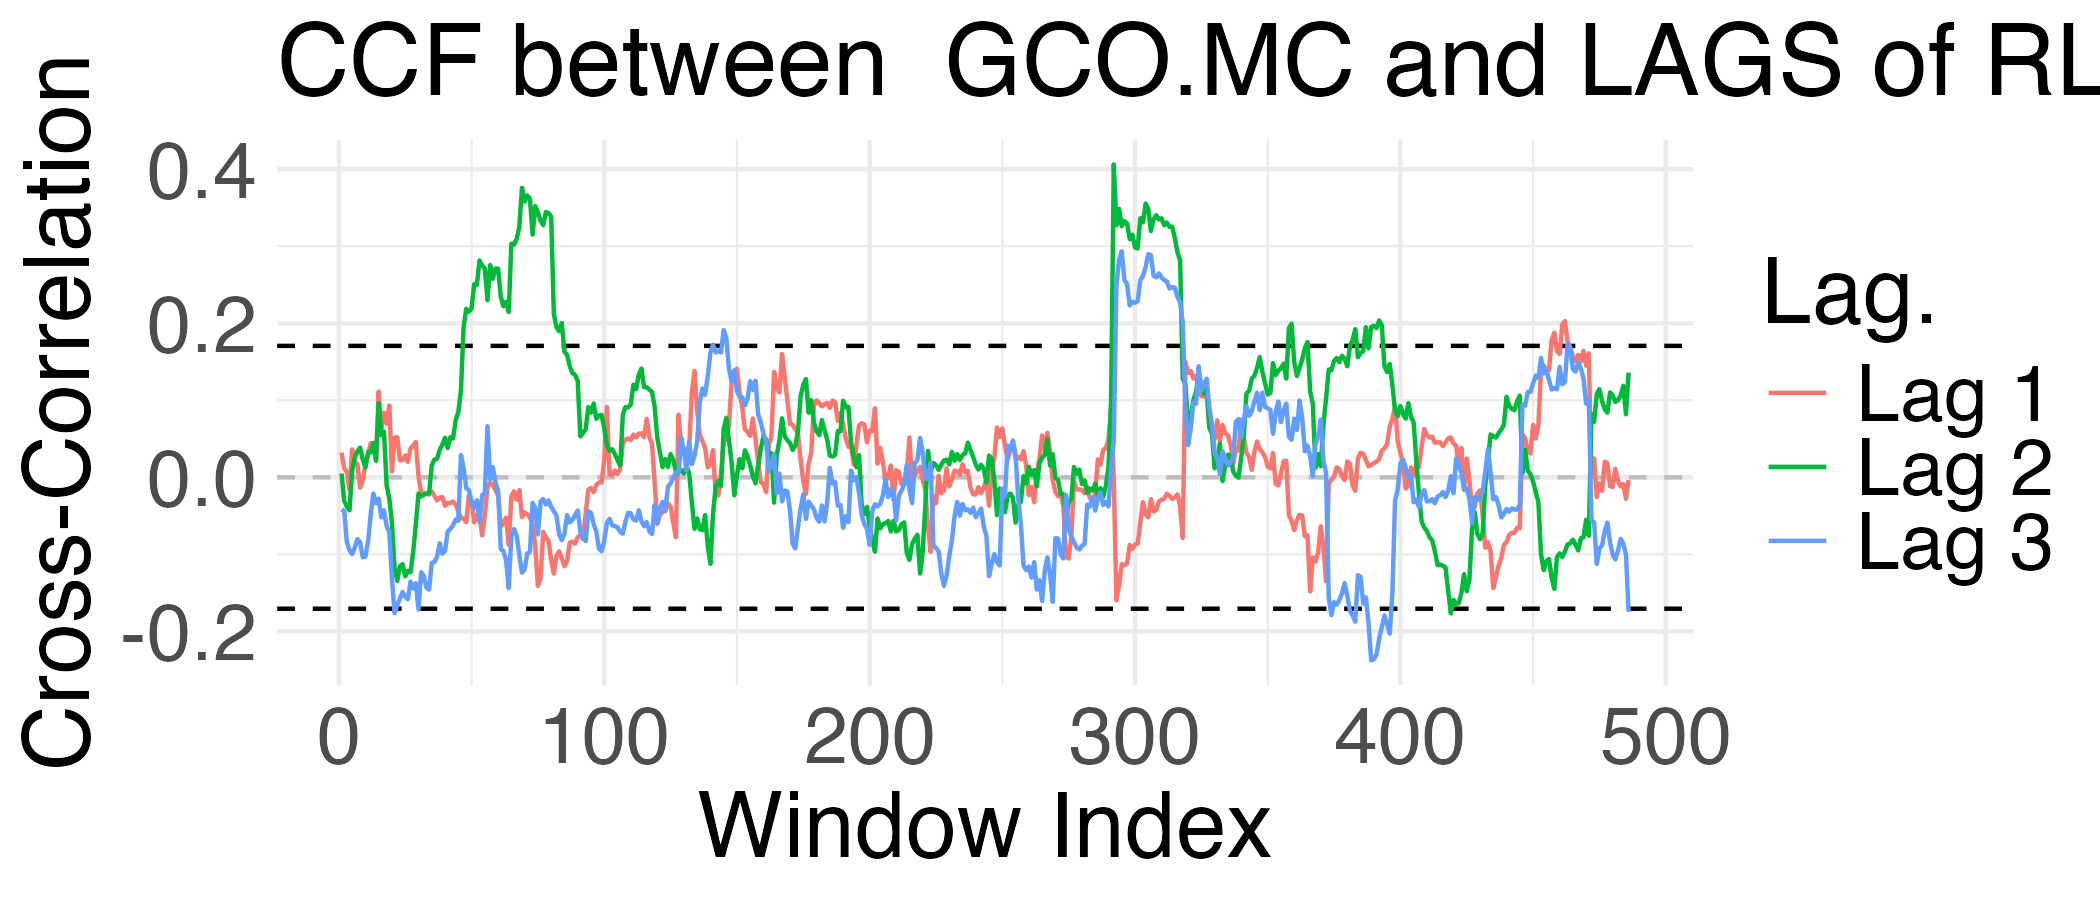 CCF between  GCO.MC and LAGS of RL
Cross-Correlation
0.4
0.2
0.0
-0.2
0 100 200 300 400 500
Window Index
Lag.
Lag 1
Lag 2
Lag 3